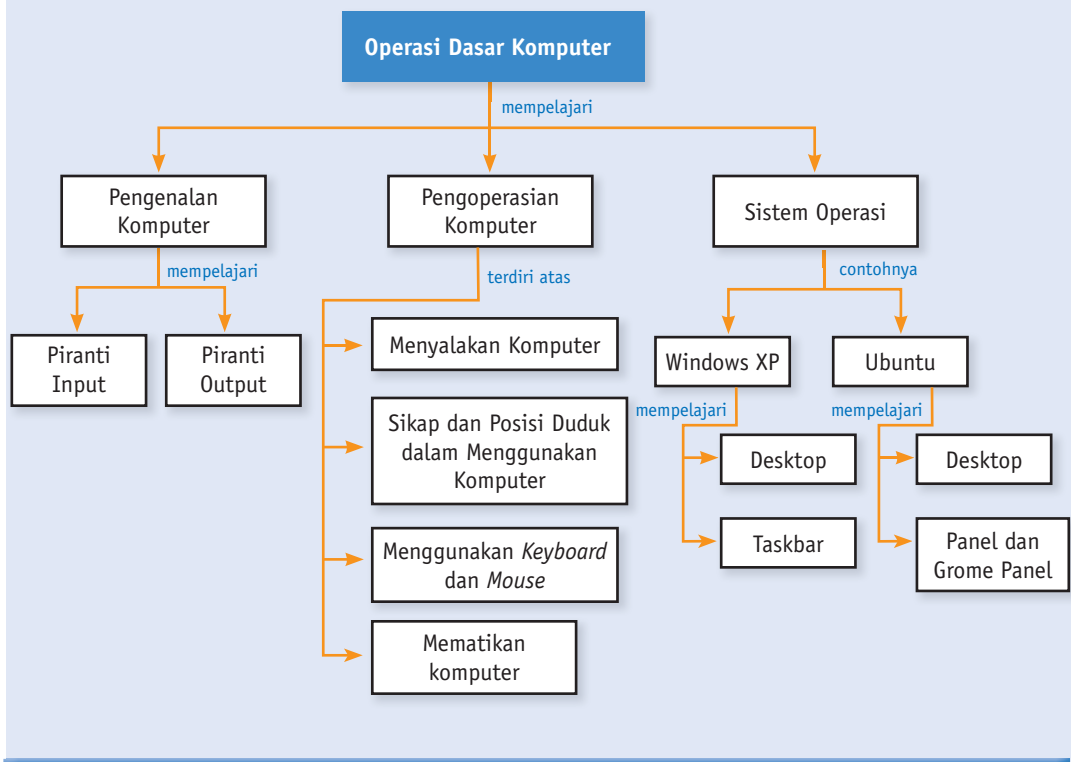 Operasi Dasar Komputer
mempelajari
Pengenalan
Komputer
Pengoperasian
Komputer
Sistem Operasi
mempelajari
terdiri atas
contohnya
Piranti
Input
Piranti
Output
Menyalakan Komputer
Sikap dan Posisi Duduk
dalam Menggunakan
Komputer
Menggunakan Keyboard
dan Mouse
Mematikan
komputer
Windows XP
Ubuntu
mempelajari
mempelajari
Desktop
Taskbar
Desktop
Panel dan
Grome Panel